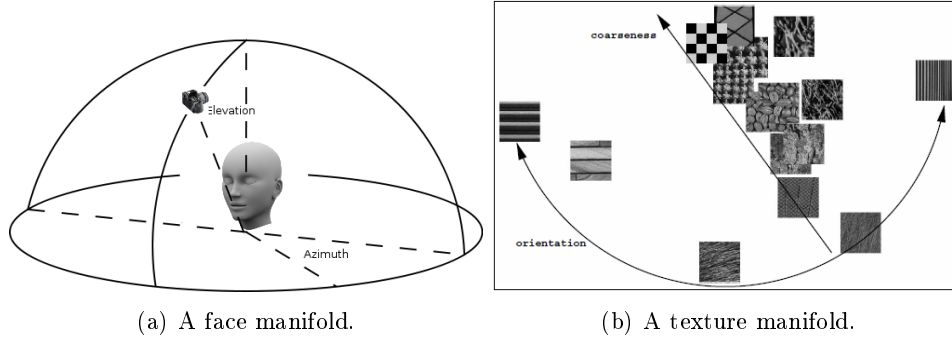 Elevation
Azimuth
coarseness
orientation
(a) A face manifold.
(b) A texture manifold.